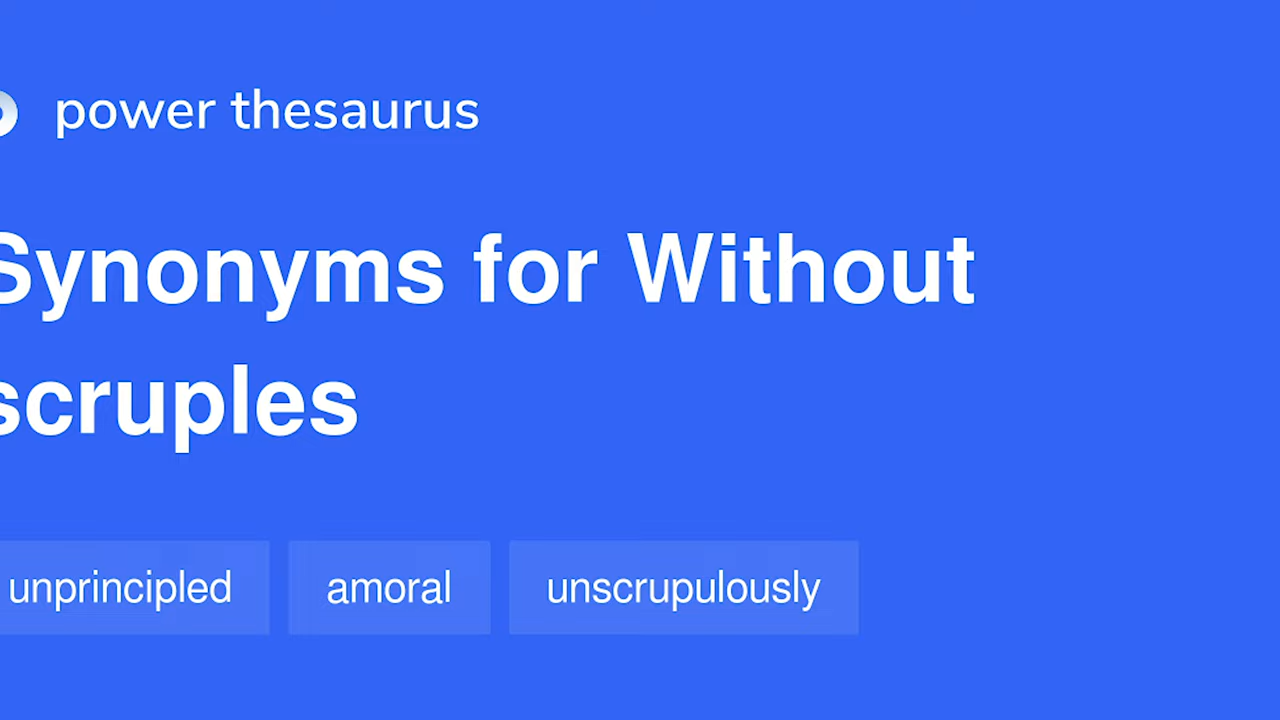 power thesaurus
Synonyms for Without
scruples
unprincipled amoral unscrupulously